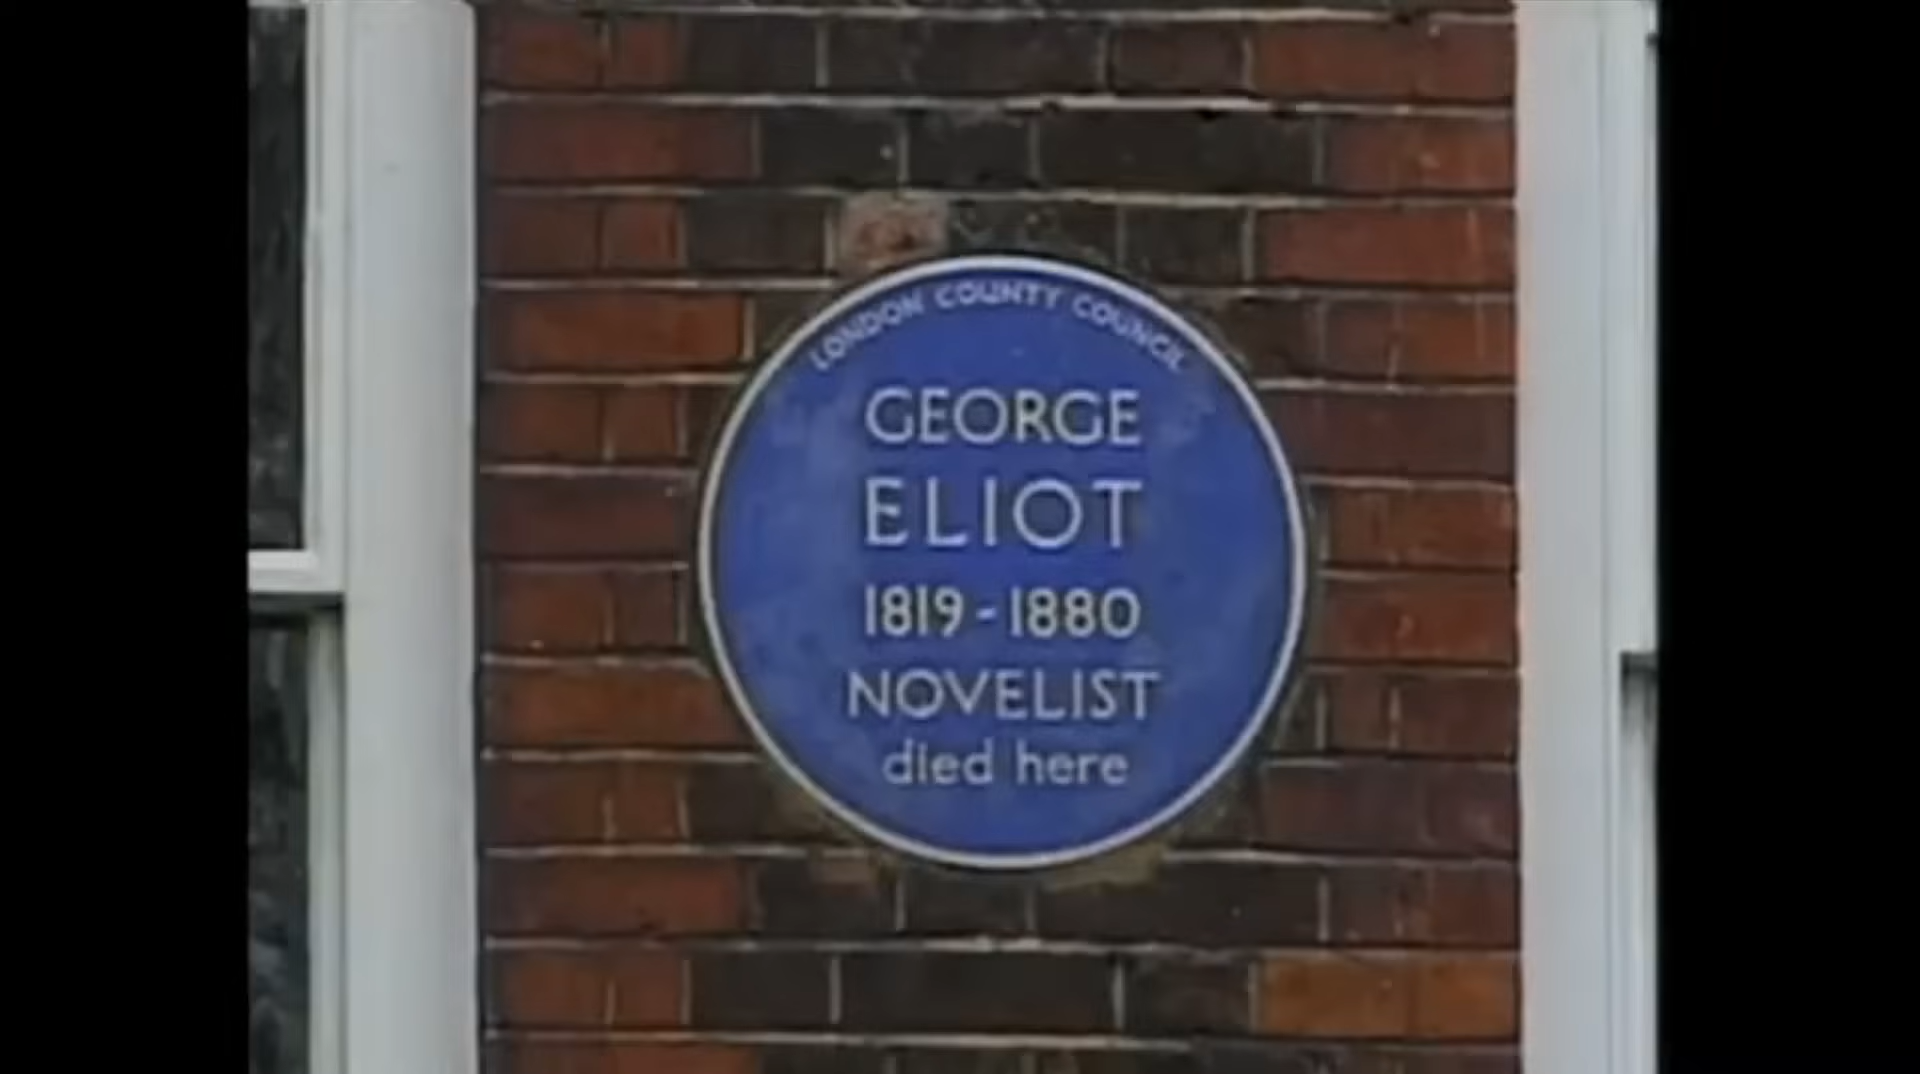 LONDON COUNTY COUNCIL
GEORGE
ELIOT
1819-1880
NOVELIST
died here